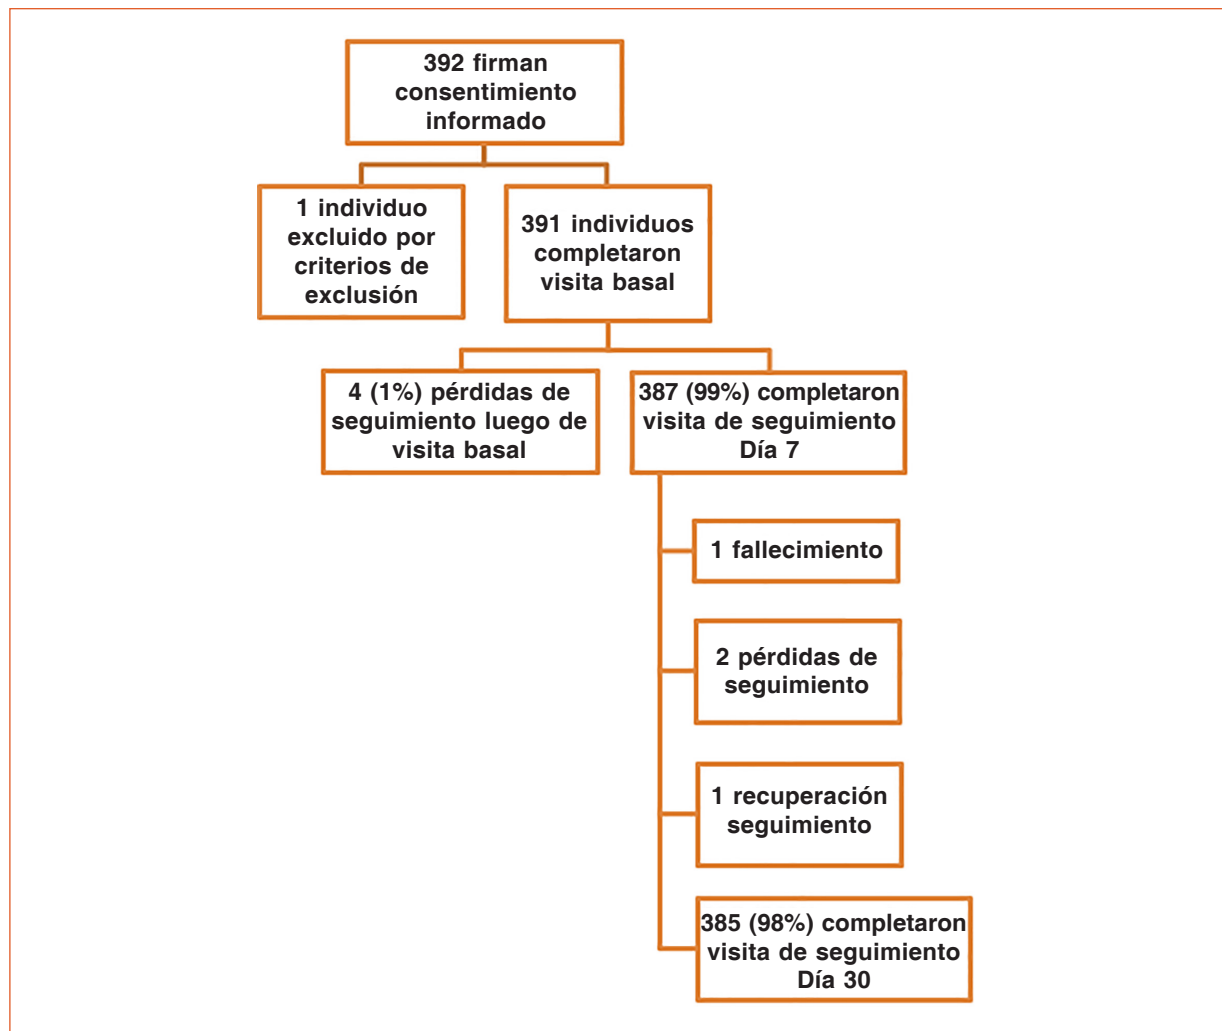 392 firman
consentimiento
informado
1 individuo
excluido por
criterios de
exclusión
391 individuos
completaron
visita basal
4 (1%) pérdidas de
seguimiento luego de
visita basal
387 (99%) completaron
visita de seguimiento
Día 7
1 fallecimiento
2 pérdidas de
seguimiento
1 recuperación
seguimiento
385 (98%) completaron
visita de seguimiento
Día 30